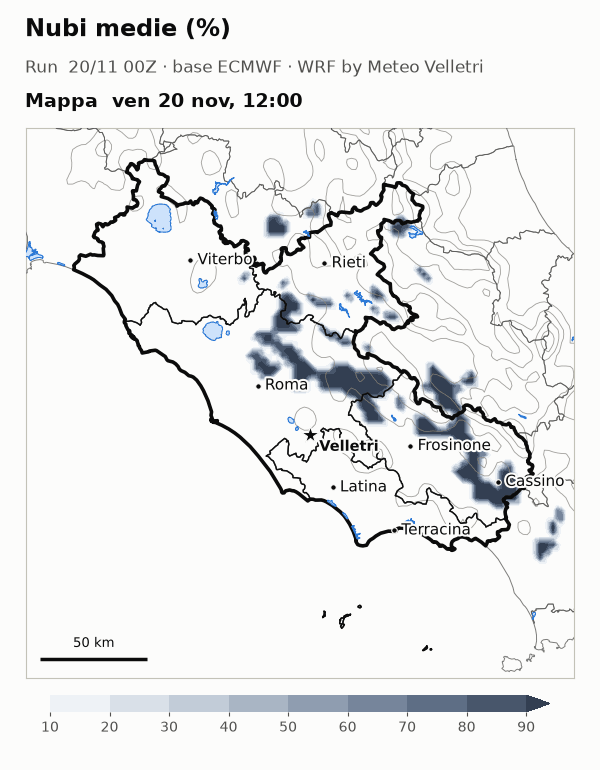 Nubi medie (%)
Run 20/11 00Z · base ECMWF · WRF by Meteo Velletri
Mappa ven 20 nov, 12:00
Viterbo
Rieti
Roma
Velletri
Frosinone
Latina
Cassino
Terracina
50 km
10 20 30 40 50 60 70 80 90